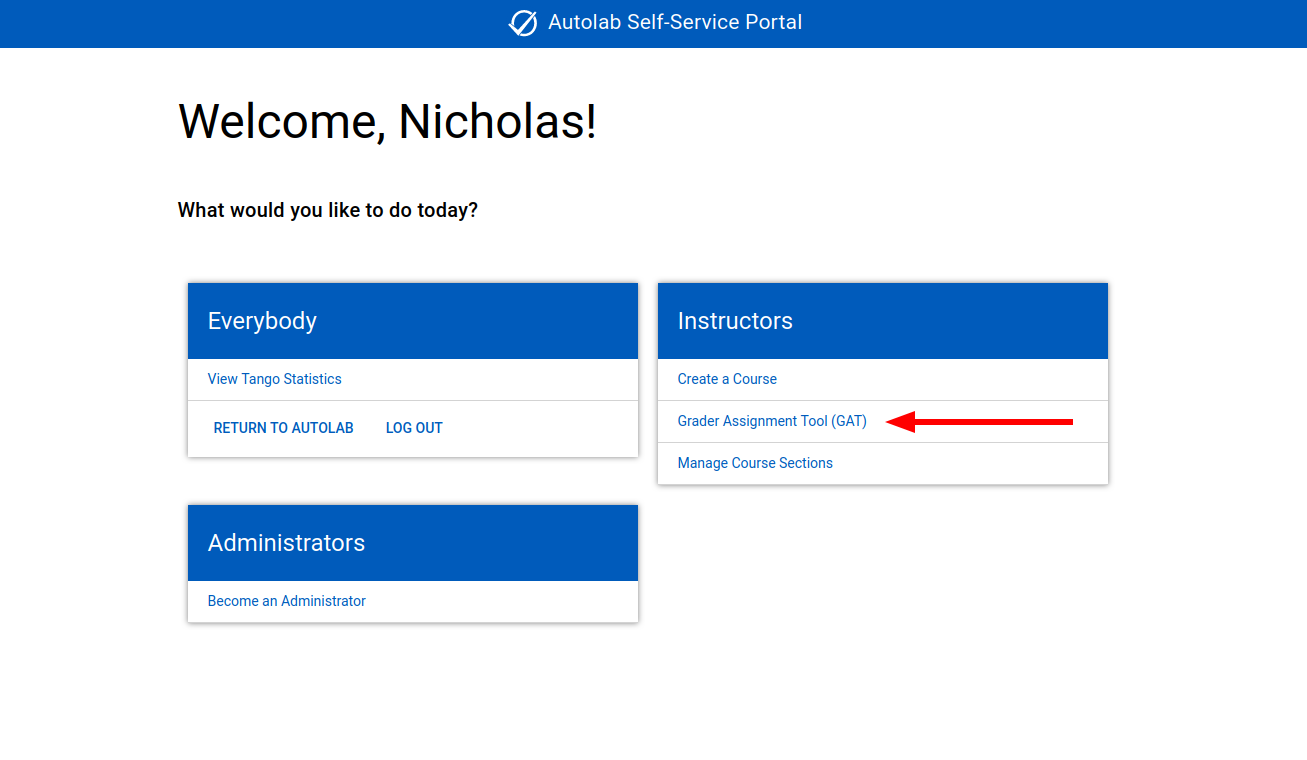 Autolab Self-Service Portal
Welcome, Nicholas!
What would you like to do today?
Everybody
View Tango Statistics
RETURN TO AUTOLAB LOG OUT
Instructors
Create a Course
Grader Assignment Tool (GAT)
Manage Course Sections
Administrators
Become an Administrator